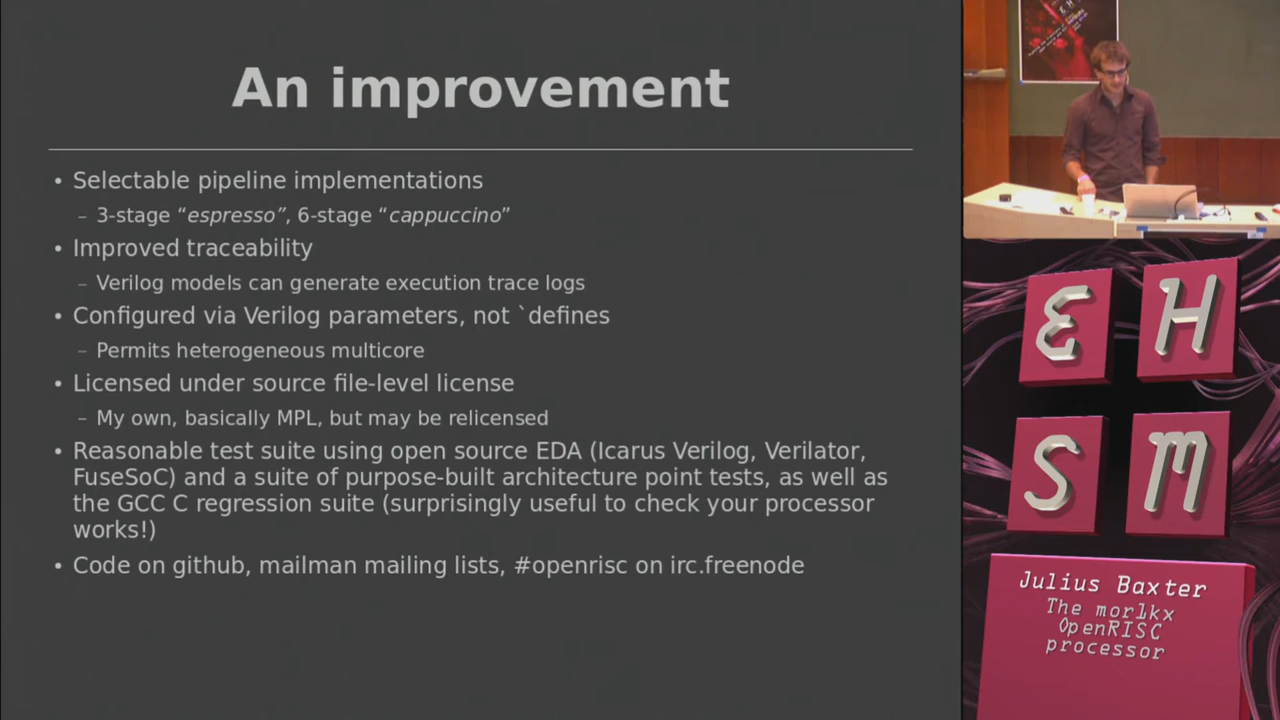 An improvement
• Selectable pipeline implementations
– 3-stage “espresso”, 6-stage “cappuccino”
• Improved traceability
– Verilog models can generate execution trace logs
• Configured via Verilog parameters, not `defines
– Permits heterogeneous multicore
• Licensed under source file-level license
– My own, basically MPL, but may be relicensed
• Reasonable test suite using open source EDA (Icarus Verilog, Verilator,
FuseSoC) and a suite of purpose-built architecture point tests, as well as
the GCC C regression suite (surprisingly useful to check your processor
works!)
• Code on github, mailman mailing lists, #openrisc on irc.freenode
E H
S M
Julius Baxter
The mor1kx
OpenRISC
processor